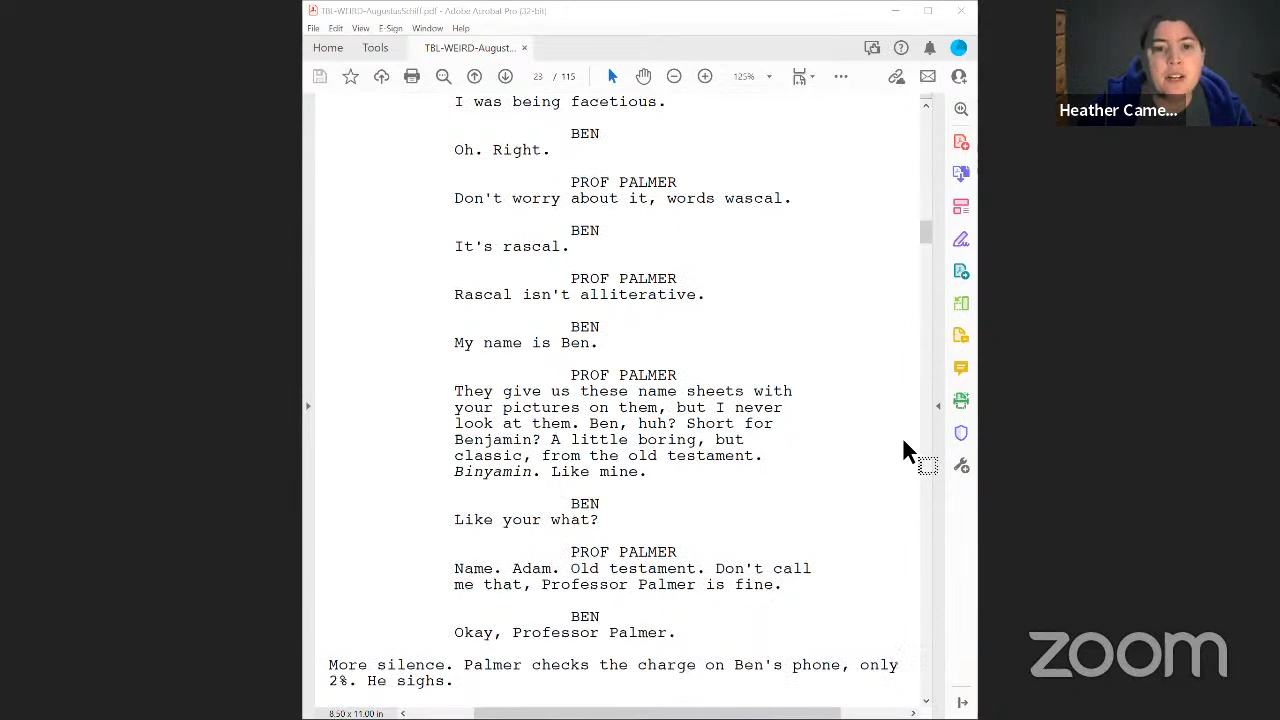 TBL-WEIRD-AugustusSchiff.pdf - Adobe Acrobat Pro (32-bit)
File Edit View E-Sign Window Help
Home Tools TBL-WEIRD-August... ×
23 / 115 125%
Heather Came...
I was being facetious.
BEN
Oh. Right.
PROF PALMER
Don't worry about it, words wascal.
BEN
It's rascal.
PROF PALMER
Rascal isn't alliterative.
BEN
My name is Ben.
PROF PALMER
They give us these name sheets with
your pictures on them, but I never
look at them. Ben, huh? Short for
Benjamin? A little boring, but
classic, from the old testament.
Binyamin. Like mine.
BEN
Like your what?
PROF PALMER
Name. Adam. Old testament. Don't call
me that, Professor Palmer is fine.
BEN
Okay, Professor Palmer.
More silence. Palmer checks the charge on Ben's phone, only
2%. He sighs.
8.50 x 11.00 in
zoom